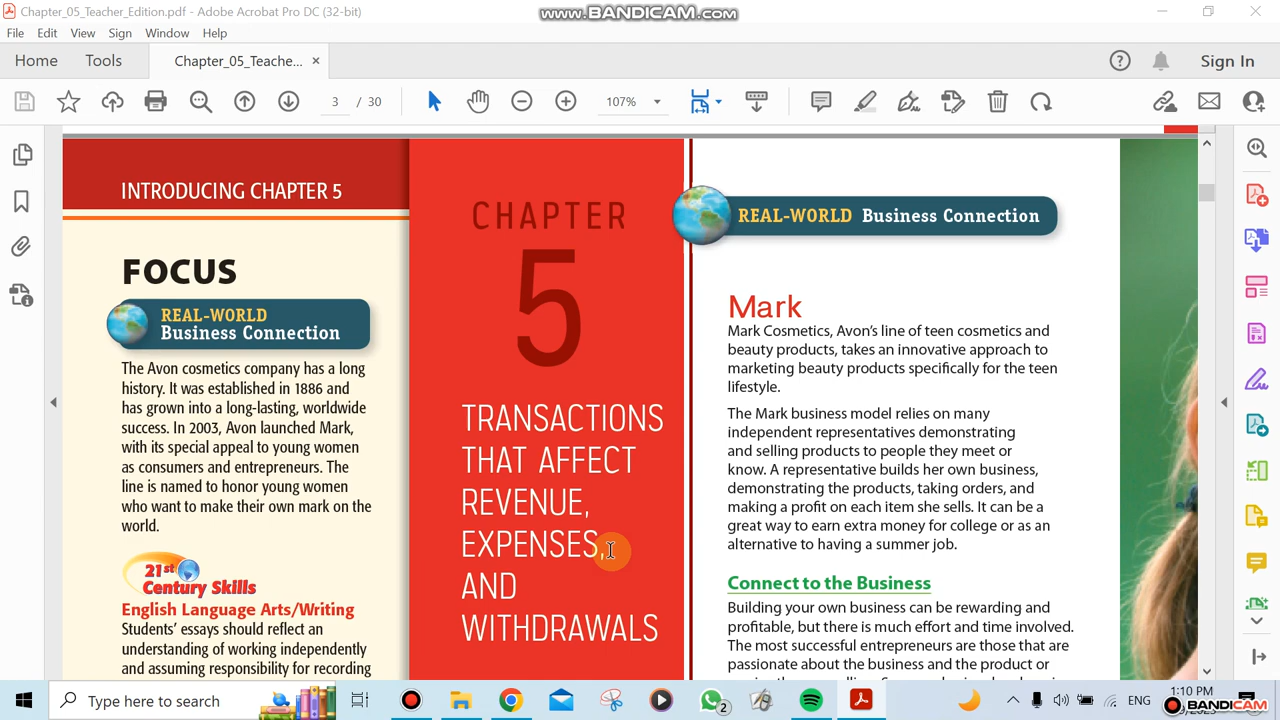 Chapter_05_Teacher_Edition.pdf - Adobe Acrobat Pro DC (32-bit)
www.BANDICAM.com
File Edit View Sign Window Help
Home Tools Chapter_05_Teache... × Sign In
3 / 30 107%
INTRODUCING CHAPTER 5
FOCUS
REAL-WORLD
Business Connection
The Avon cosmetics company has a long
history. It was established in 1886 and
has grown into a long-lasting, worldwide
success. In 2003, Avon launched Mark,
with its special appeal to young women
as consumers and entrepreneurs. The
line is named to honor young women
who want to make their own mark on the
world.
21st
Century Skills
English Language Arts/Writing
Students' essays should reflect an
understanding of working independently
and assuming responsibility for recording
CHAPTER
5
TRANSACTIONS
THAT AFFECT
REVENUE,
EXPENSES,
AND
WITHDRAWALS
REAL-WORLD Business Connection
Mark
Mark Cosmetics, Avon's line of teen cosmetics and
beauty products, takes an innovative approach to
marketing beauty products specifically for the teen
lifestyle.
The Mark business model relies on many
independent representatives demonstrating
and selling products to people they meet or
know. A representative builds her own business,
demonstrating the products, taking orders, and
making a profit on each item she sells. It can be a
great way to earn extra money for college or as an
alternative to having a summer job.
Connect to the Business
Building your own business can be rewarding and
profitable, but there is much effort and time involved.
The most successful entrepreneurs are those that are
passionate about the business and the product or
Type here to search
2
ENG
1:10 PM
BANDICAM